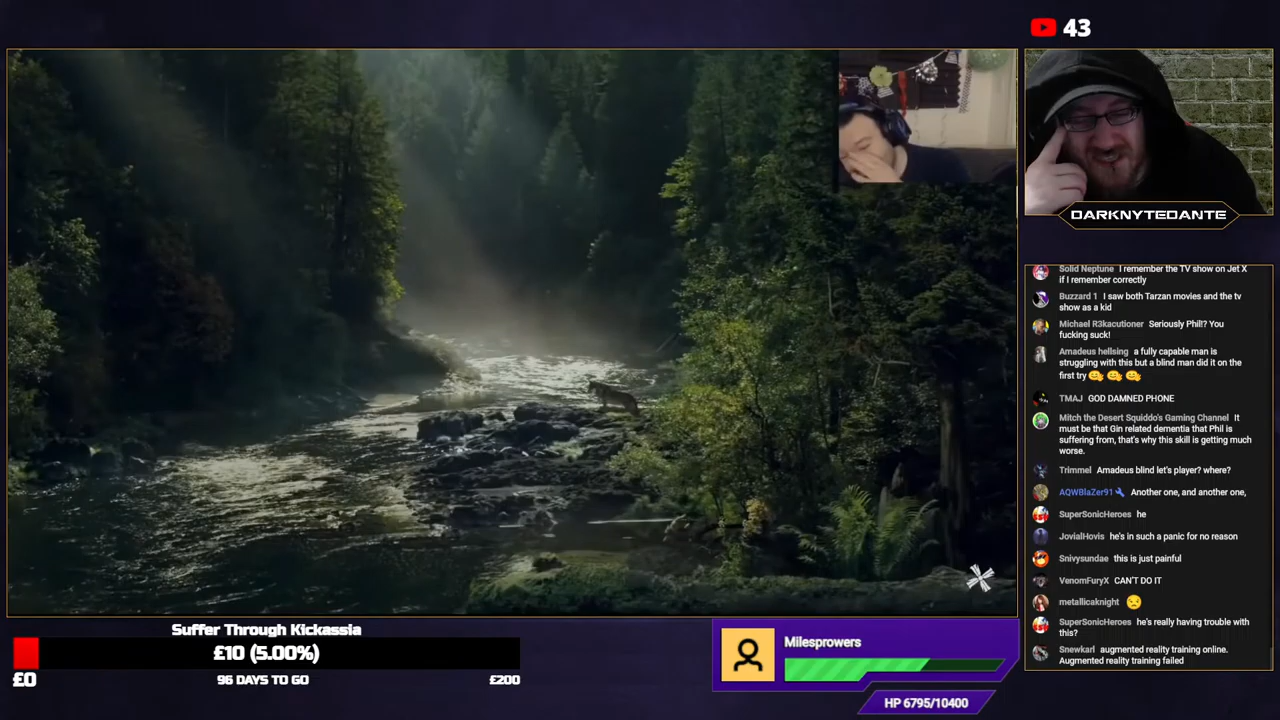 43
DARKNYTEDANTE
Solid Neptune I remember the TV show on Jet X
if I remember correctly
Buzzard 1 I saw both Tarzan movies and the tv
show as a kid
Michael R3kacutioner Seriously Phil!? You
fucking suck!
Amadeus hellsing a fully capable man is
struggling with this but a blind man did it on the
first try
TMAJ GOD DAMNED PHONE
Mitch the Desert Squiddo's Gaming Channel It
must be that Gin related dementia that Phil is
suffering from, that's why this skill is getting much
worse.
Trimmel Amadeus blind let's player? where?
AQWBlaZer91 Another one, and another one,
SuperSonicHeroes he
JovialHovis he's in such a panic for no reason
Snivysundae this is just painful
VenomFuryX CAN'T DO IT
metallicaknight
SuperSonicHeroes he's really having trouble with
this?
Snewkarl augmented reality training online.
Augmented reality training failed
Suffer Through Kickassia
£10 (5.00%)
£0
96 DAYS TO GO
£200
Milesprowers
HP 6795/10400